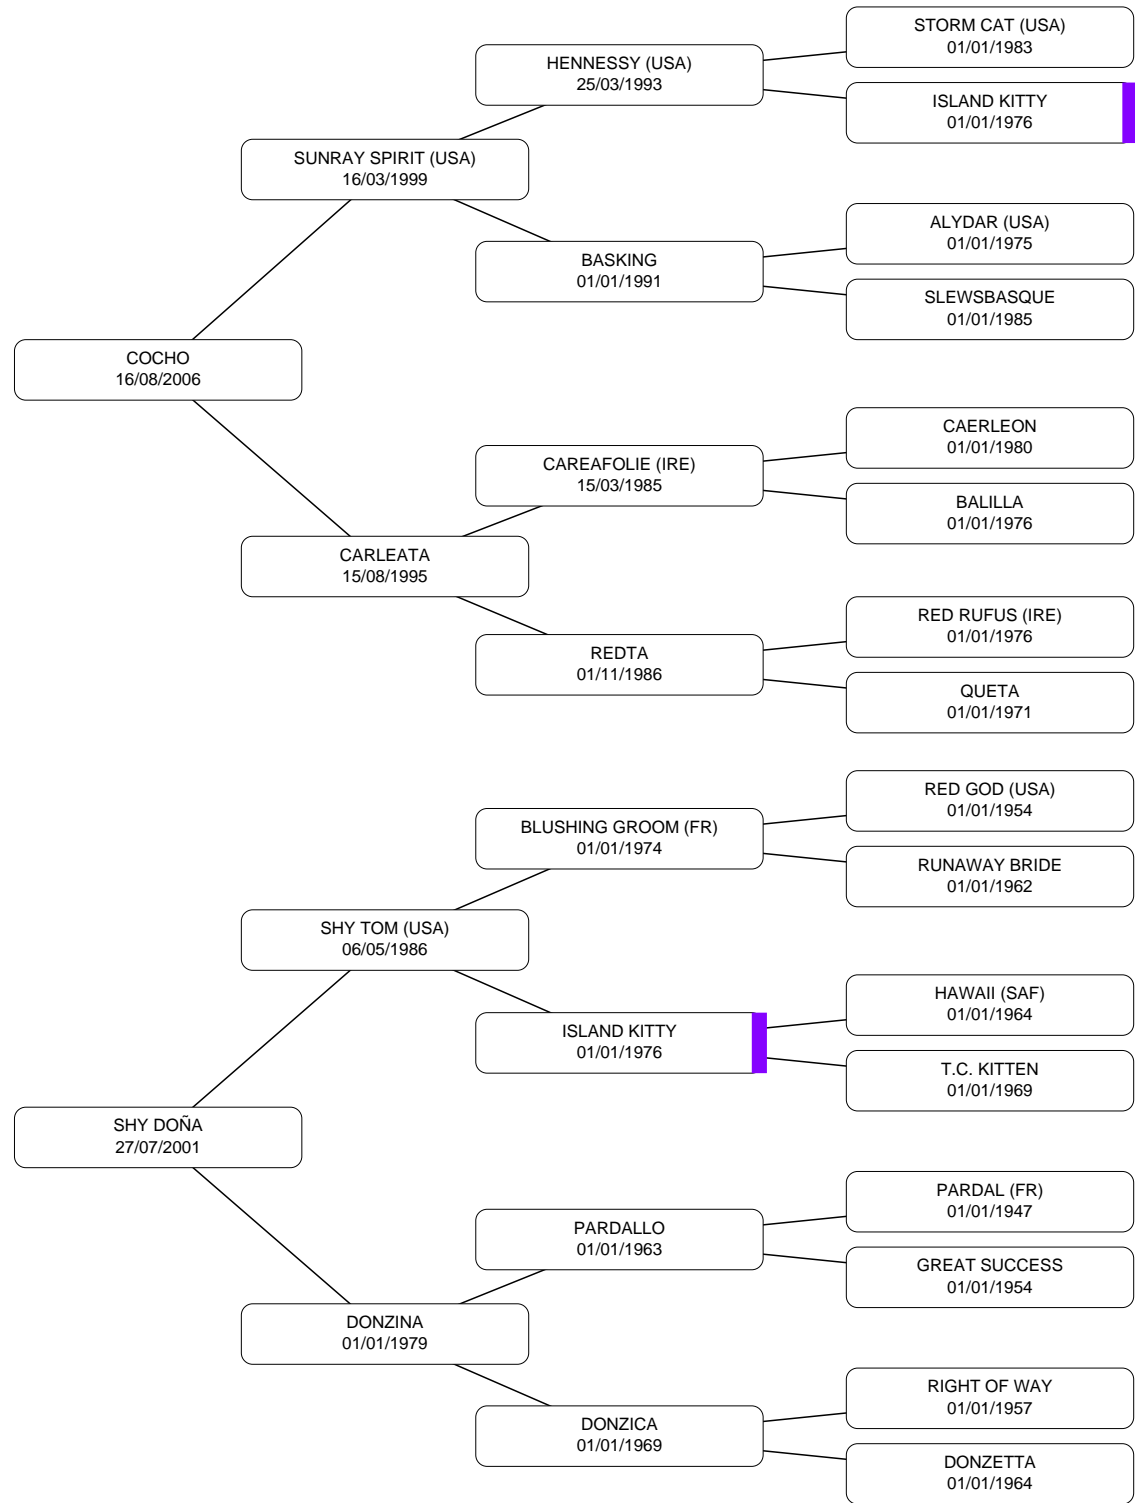 STORM CAT (USA)
01/01/1983
HENNESSY (USA)
25/03/1993
ISLAND KITTY
01/01/1976
SUNRAY SPIRIT (USA)
16/03/1999
ALYDAR (USA)
01/01/1975
BASKING
01/01/1991
SLEWSBASQUE
01/01/1985
COCHO
16/08/2006
CAERLEON
01/01/1980
CAREAFOLIE (IRE)
15/03/1985
BALILLA
01/01/1976
CARLEATA
15/08/1995
RED RUFUS (IRE)
01/01/1976
REDTA
01/11/1986
QUETA
01/01/1971
RED GOD (USA)
01/01/1954
BLUSHING GROOM (FR)
01/01/1974
RUNAWAY BRIDE
01/01/1962
SHY TOM (USA)
06/05/1986
HAWAII (SAF)
01/01/1964
ISLAND KITTY
01/01/1976
T.C. KITTEN
01/01/1969
SHY DOÑA
27/07/2001
PARDAL (FR)
01/01/1947
PARDALLO
01/01/1963
GREAT SUCCESS
01/01/1954
DONZINA
01/01/1979
RIGHT OF WAY
01/01/1957
DONZICA
01/01/1969
DONZETTA
01/01/1964